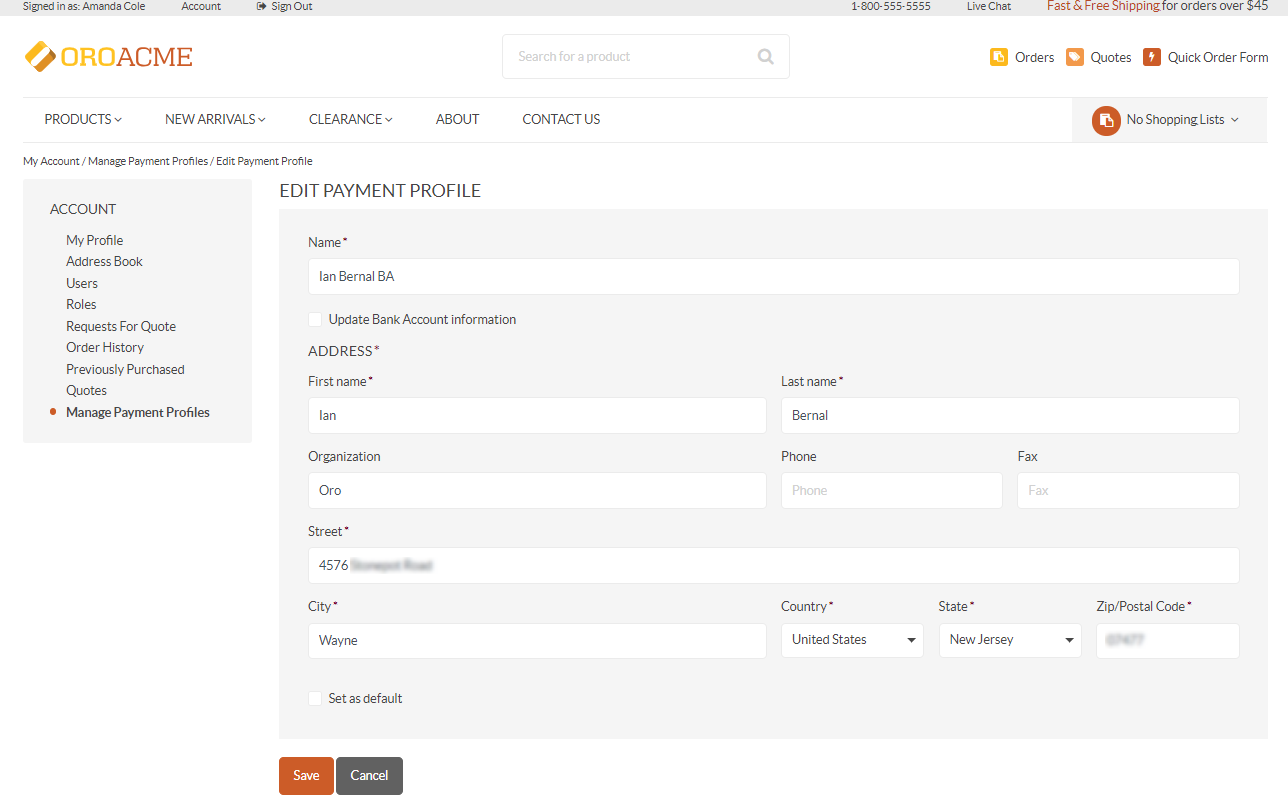 Signed in as: Amanda Cole Account Sign Out 1-800-555-5555 Live Chat Fast & Free Shipping for orders over $45
OROACME Search for a product Orders Quotes Quick Order Form
PRODUCTS NEW ARRIVALS CLEARANCE ABOUT CONTACT US No Shopping Lists
My Account / Manage Payment Profiles / Edit Payment Profile
ACCOUNT
My Profile
Address Book
Users
Roles
Requests For Quote
Order History
Previously Purchased
Quotes
Manage Payment Profiles
EDIT PAYMENT PROFILE
Name*
Ian Bernal BA
Update Bank Account information
ADDRESS*
First name* Last name*
Ian Bernal
Organization Phone Fax
Oro Phone Fax
Street*
4576
City* Country* State* Zip/Postal Code*
Wayne United States New Jersey
Set as default
Save Cancel